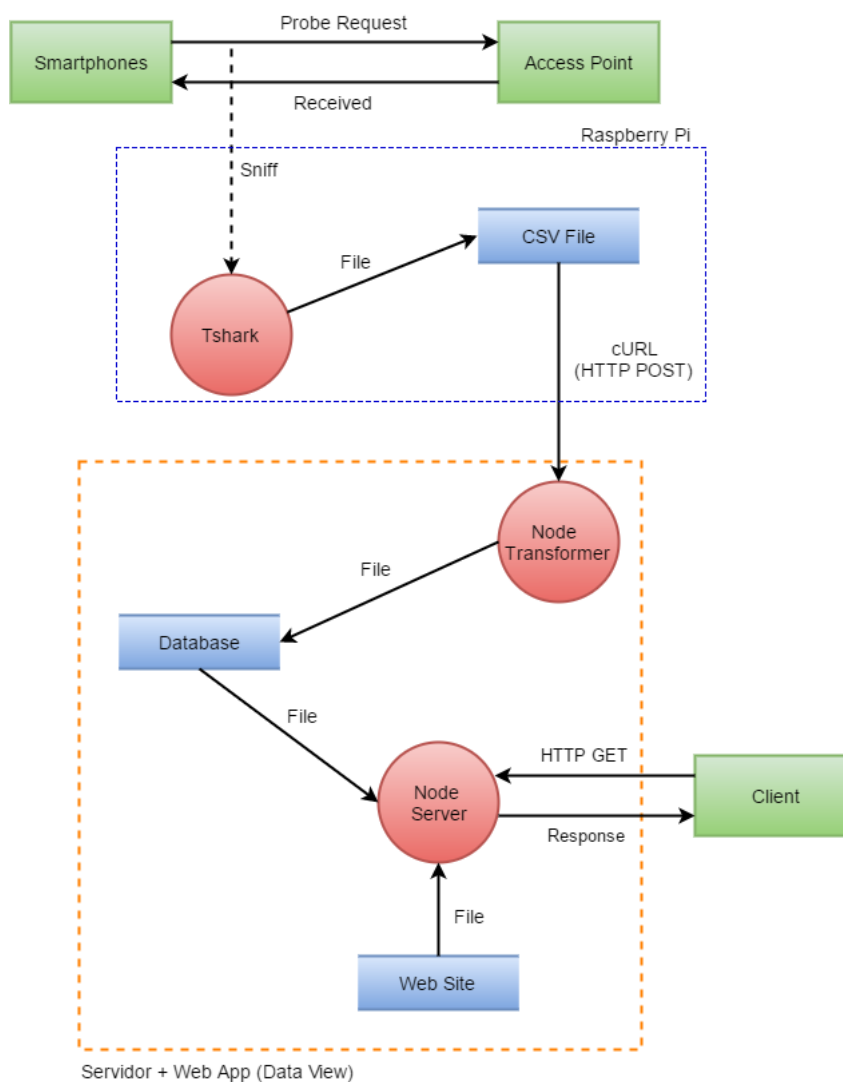 Probe Request
Smartphones
Access Point
Received
Raspberry Pi
Sniff
CSV File
File
Tshark
cURL
(HTTP POST)
Node
Transformer
File
Database
File
HTTP GET
Node
Server
Client
Response
File
Web Site
Servidor + Web App (Data View)